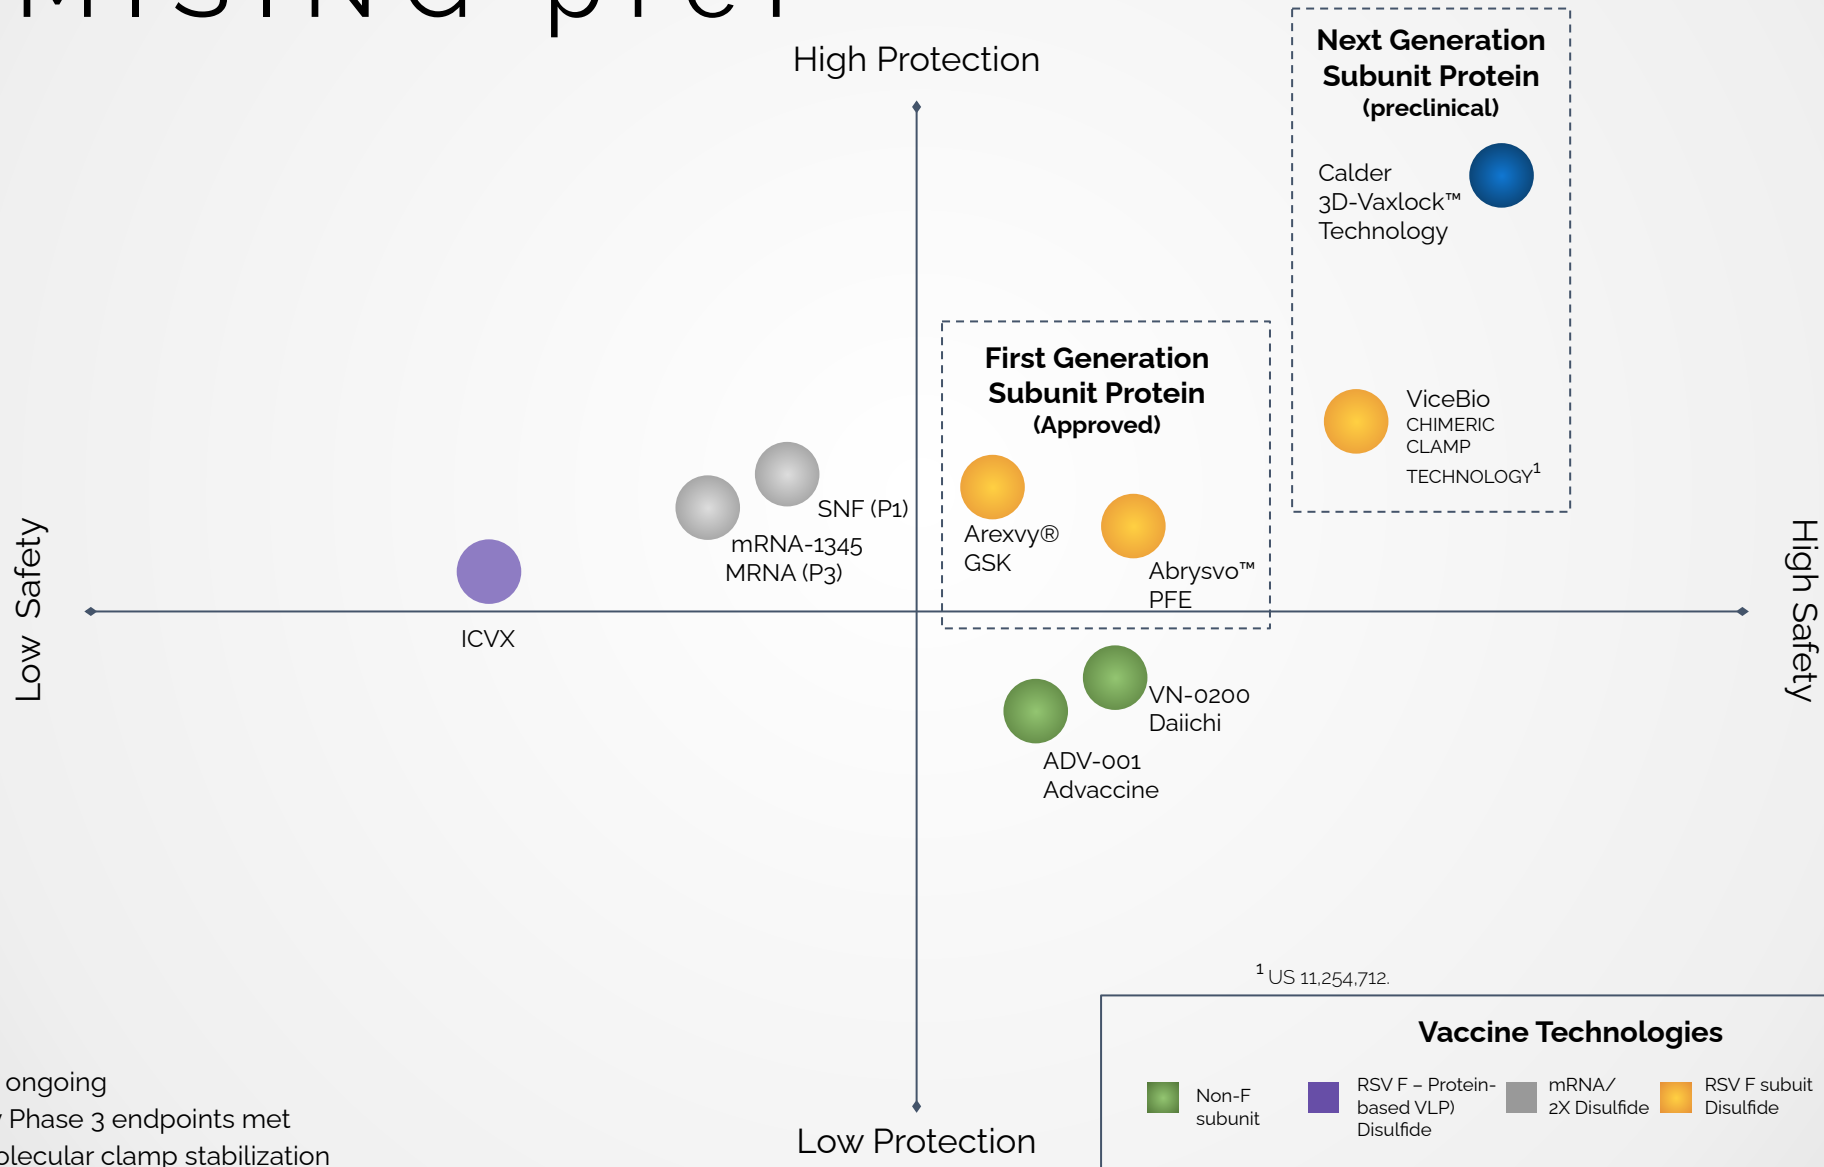 High Protection
Next Generation
Subunit Protein
(preclinical)
Calder
3D-Vaxlock™
Technology
First Generation
Subunit Protein
(Approved)
ViceBio
CHIMERIC
CLAMP
TECHNOLOGY¹
SNF (P1)
mRNA-1345
MRNA (P3)
Arexvy®
GSK
Abrysvo™
PFE
Low Safety
High Safety
ICVX
VN-0200
Daiichi
ADV-001
Advaccine
¹ US 11,254,712.
Vaccine Technologies
Non-F
subunit
RSV F – Protein-
based VLP)
Disulfide
mRNA/
2X Disulfide
RSV F subuit
Disulfide
ongoing
Phase 3 endpoints met
clamp stabilization
Low Protection